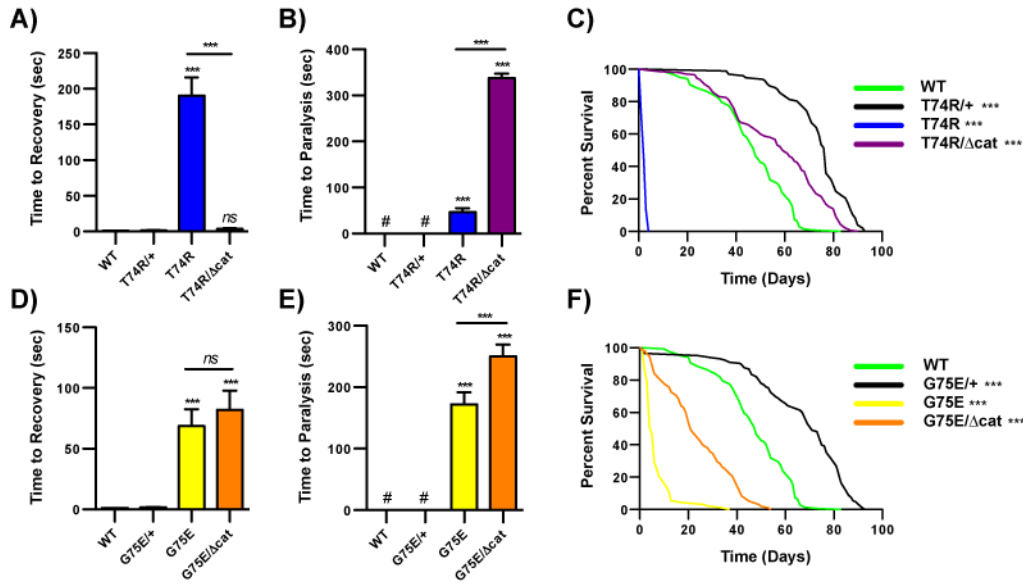 A)
Time to Recovery (sec)
250
200
150
100
50
0
***
***
ns
WT
T74R/+
T74R
T74R/Δcat
B)
Time to Paralysis (sec)
400
300
200
100
0
#
#
***
***
***
WT
T74R/+
T74R
T74R/Δcat
C)
Percent Survival
100
80
60
40
20
0
0 20 40 60 80 100
Time (Days)
WT
T74R/+ ***
T74R ***
T74R/Δcat ***
D)
Time to Recovery (sec)
150
100
50
0
ns
***
***
WT
G75E/+
G75E
G75E/Δcat
E)
Time to Paralysis (sec)
300
200
100
0
#
#
***
***
***
WT
G75E/+
G75E
G75E/Δcat
F)
Percent Survival
100
80
60
40
20
0
0 20 40 60 80 100
Time (Days)
WT
G75E/+ ***
G75E ***
G75E/Δcat ***